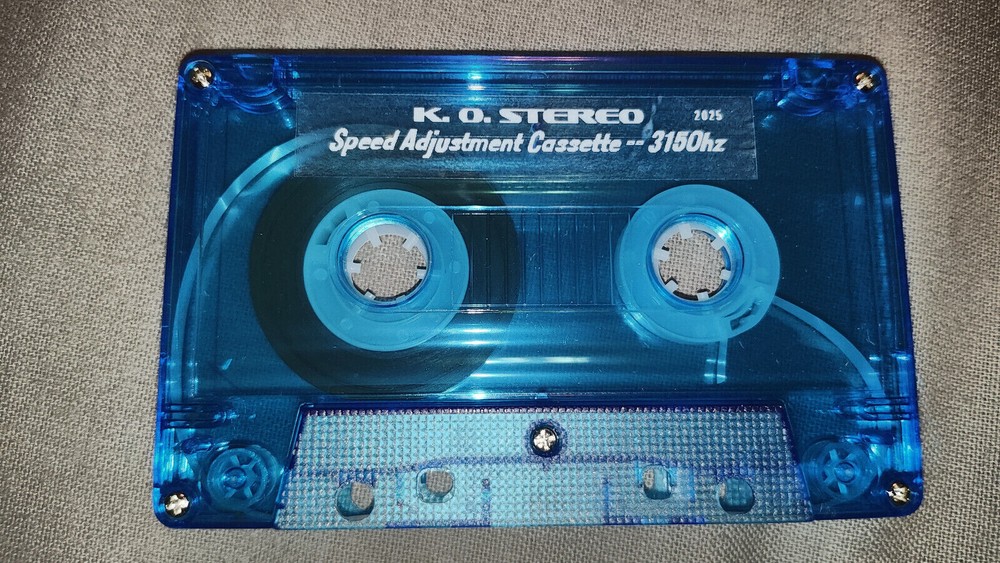 K. O. STEREO 2025
Speed Adjustment Cassette -- 3150hz